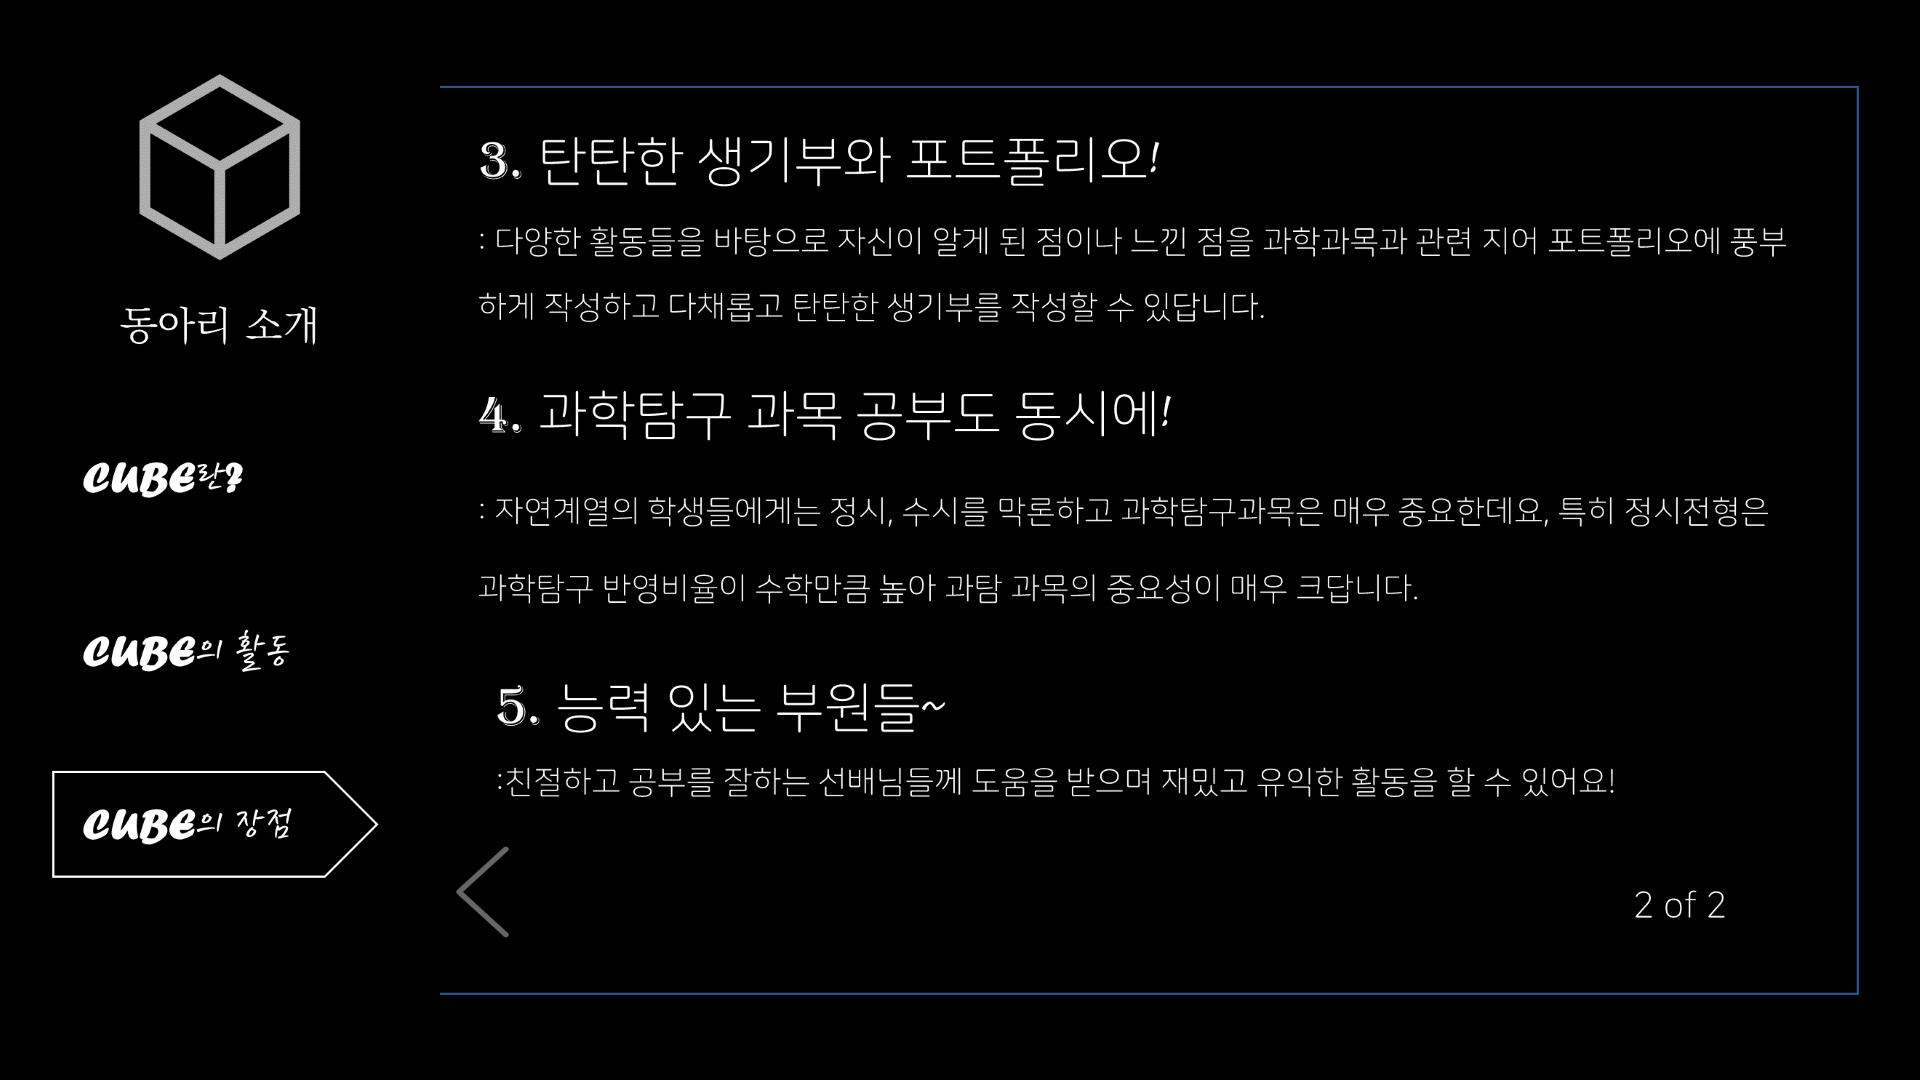 동아리 소개
CUBE란?
CUBE의 활동
CUBE의 장점
3. 탄탄한 생기부와 포트폴리오!
: 다양한 활동들을 바탕으로 자신이 알게 된 점이나 느낀 점을 과학과목과 관련 지어 포트폴리오에 풍부
하게 작성하고 다채롭고 탄탄한 생기부를 작성할 수 있답니다.
4. 과학탐구 과목 공부도 동시에!
: 자연계열의 학생들에게는 정시, 수시를 막론하고 과학탐구과목은 매우 중요한데요, 특히 정시전형은
과학탐구 반영비율이 수학만큼 높아 과탐 과목의 중요성이 매우 크답니다.
5. 능력 있는 부원들~
:친절하고 공부를 잘하는 선배님들께 도움을 받으며 재밌고 유익한 활동을 할 수 있어요!
2 of 2